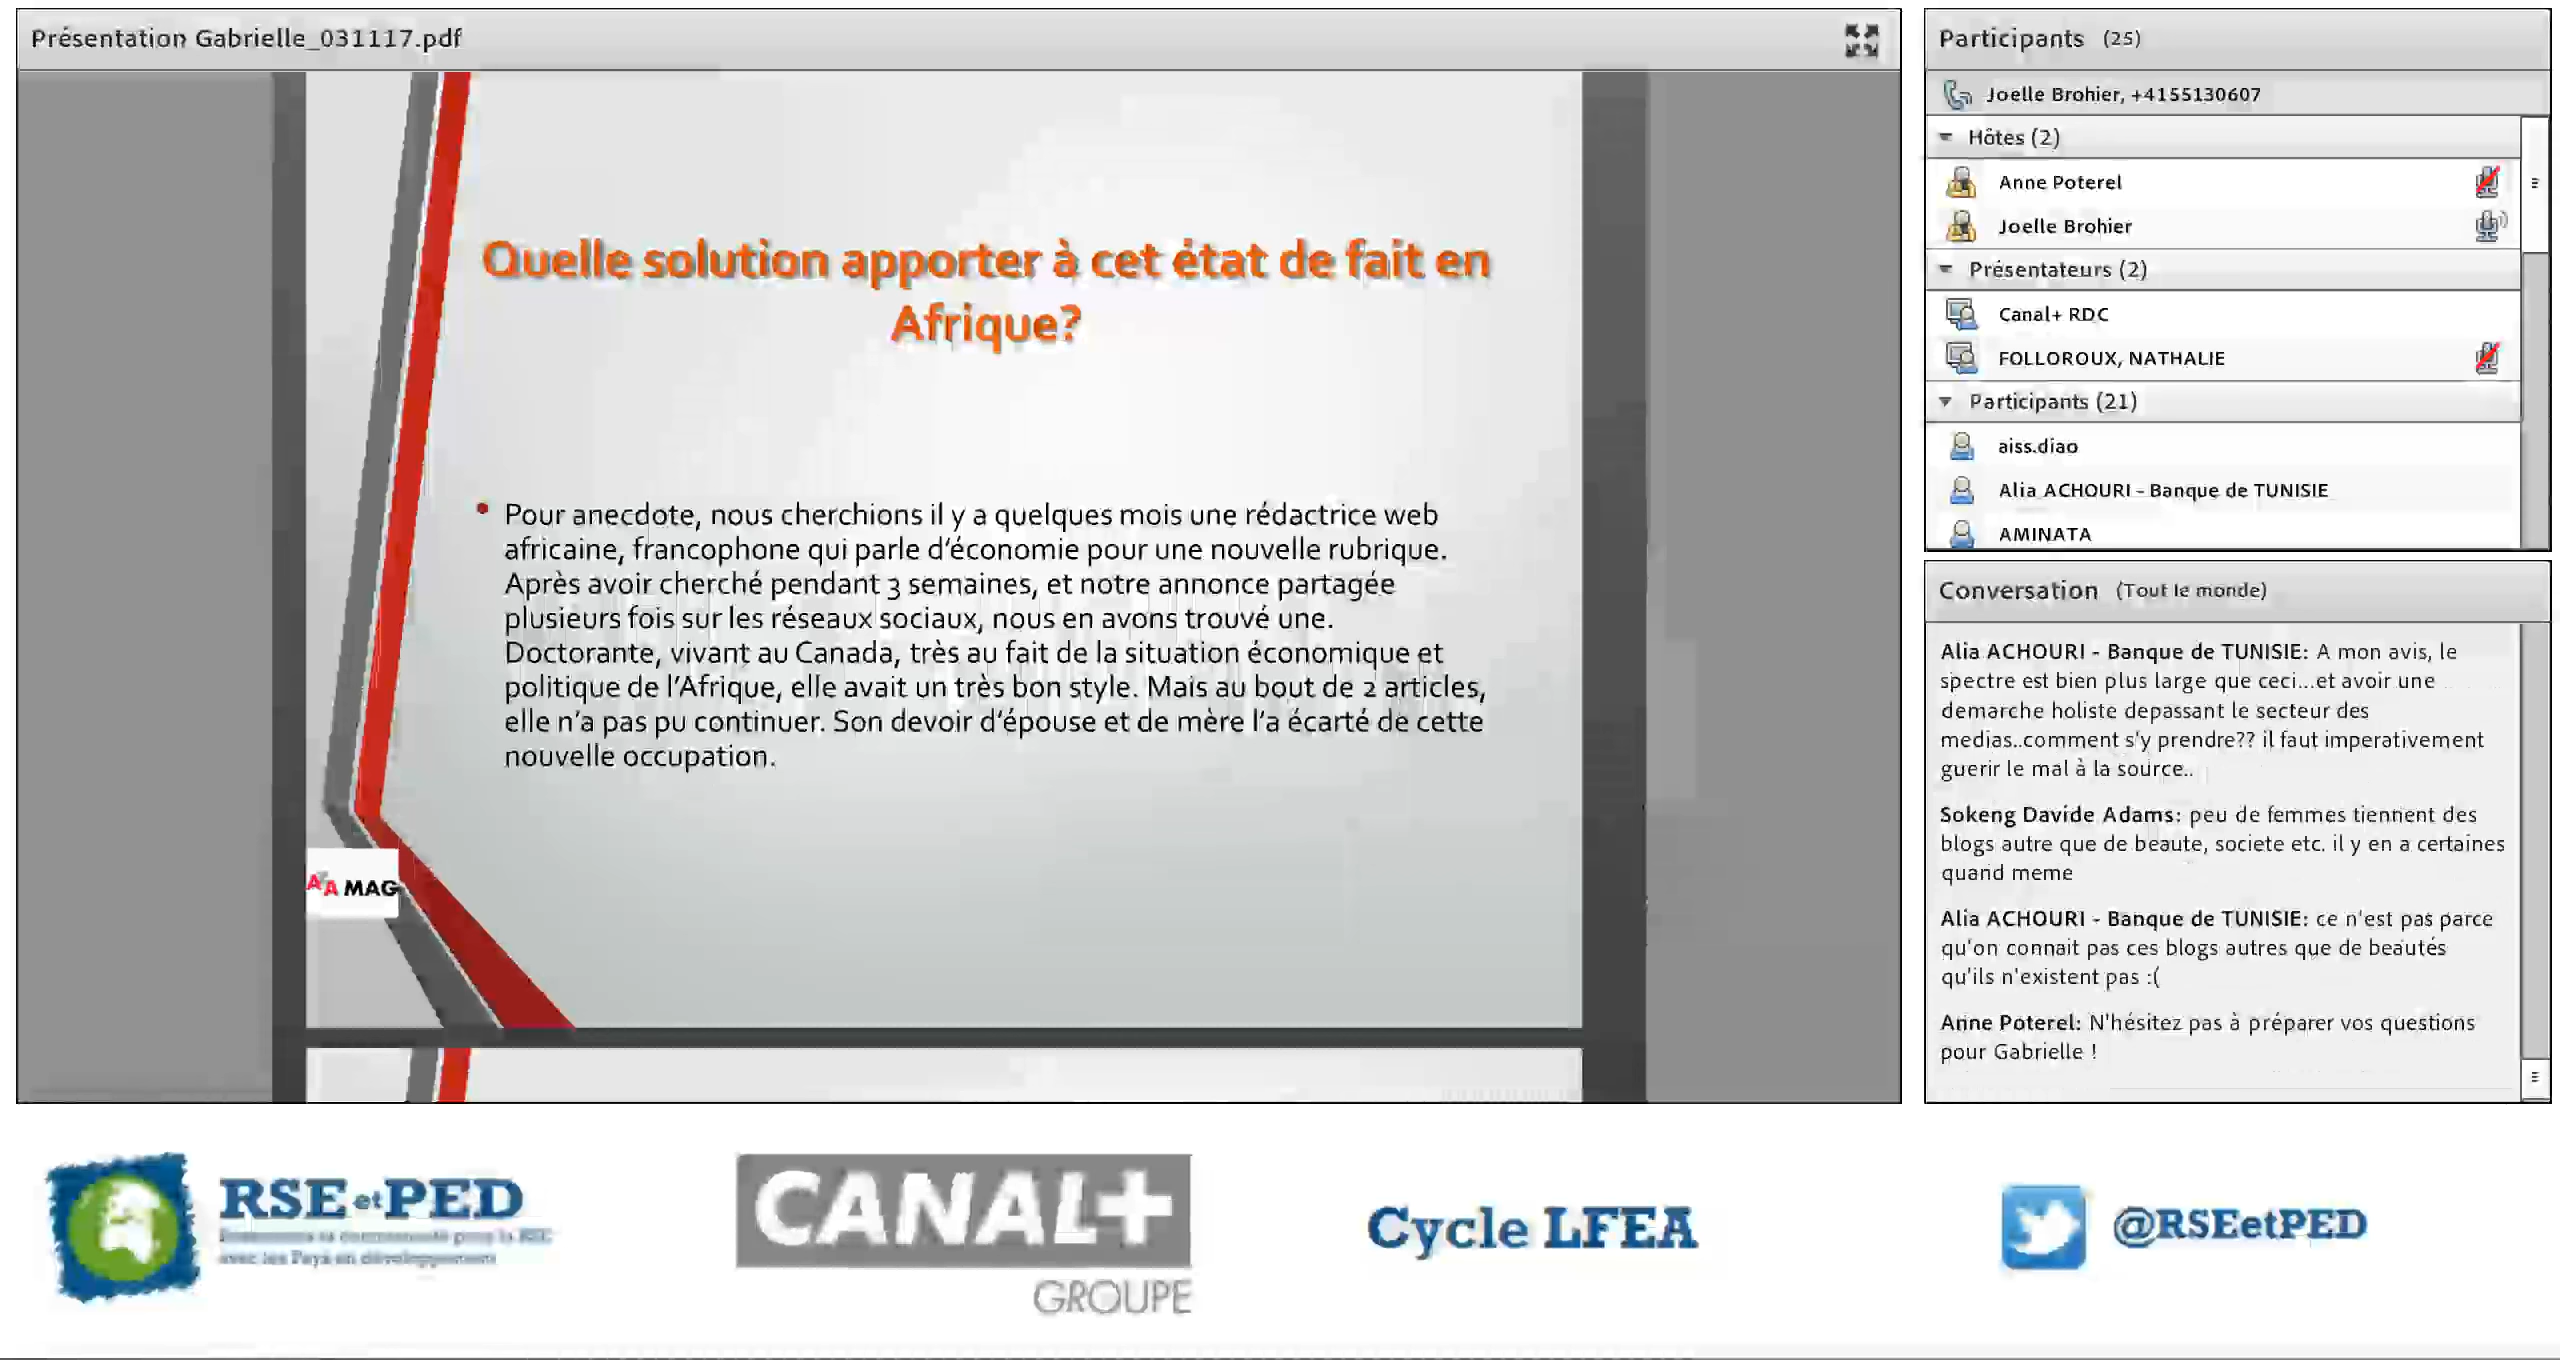 Présentation Gabrielle_031117.pdf
Quelle solution apporter à cet état de fait en
Afrique?
• Pour anecdote, nous cherchions il y a quelques mois une rédactrice web
africaine, francophone qui parle d'économie pour une nouvelle rubrique.
Après avoir cherché pendant 3 semaines, et notre annonce partagée
plusieurs fois sur les réseaux sociaux, nous en avons trouvé une.
Doctorante, vivant au Canada, très au fait de la situation économique et
politique de l'Afrique, elle avait un très bon style. Mais au bout de 2 articles,
elle n'a pas pu continuer. Son devoir d'épouse et de mère l'a écarté de cette
nouvelle occupation.
AA MAG
Participants (25)
Joelle Brohier, +4155130607
Hôtes (2)
Anne Poterel
Joelle Brohier
Présentateurs (2)
Canal+ RDC
FOLLOROUX, NATHALIE
Participants (21)
aiss.diao
Alia ACHOURI - Banque de TUNISIE
AMINATA
Conversation (Tout le monde)
Alia ACHOURI - Banque de TUNISIE: A mon avis, le
spectre est bien plus large que ceci...et avoir une
demarche holiste depassant le secteur des
medias..comment s'y prendre?? il faut imperativement
guerir le mal à la source..
Sokeng Davide Adams: peu de femmes tiennent des
blogs autre que de beaute, societe etc. il y en a certaines
quand meme
Alia ACHOURI - Banque de TUNISIE: ce n'est pas parce
qu'on connait pas ces blogs autres que de beautés
qu'ils n'existent pas :(
Anne Poterel: N'hésitez pas à préparer vos questions
pour Gabrielle !
RSE et PED
avec les Pays en développement
CANAL+
GROUPE
Cycle LFEA
@RSEetPED